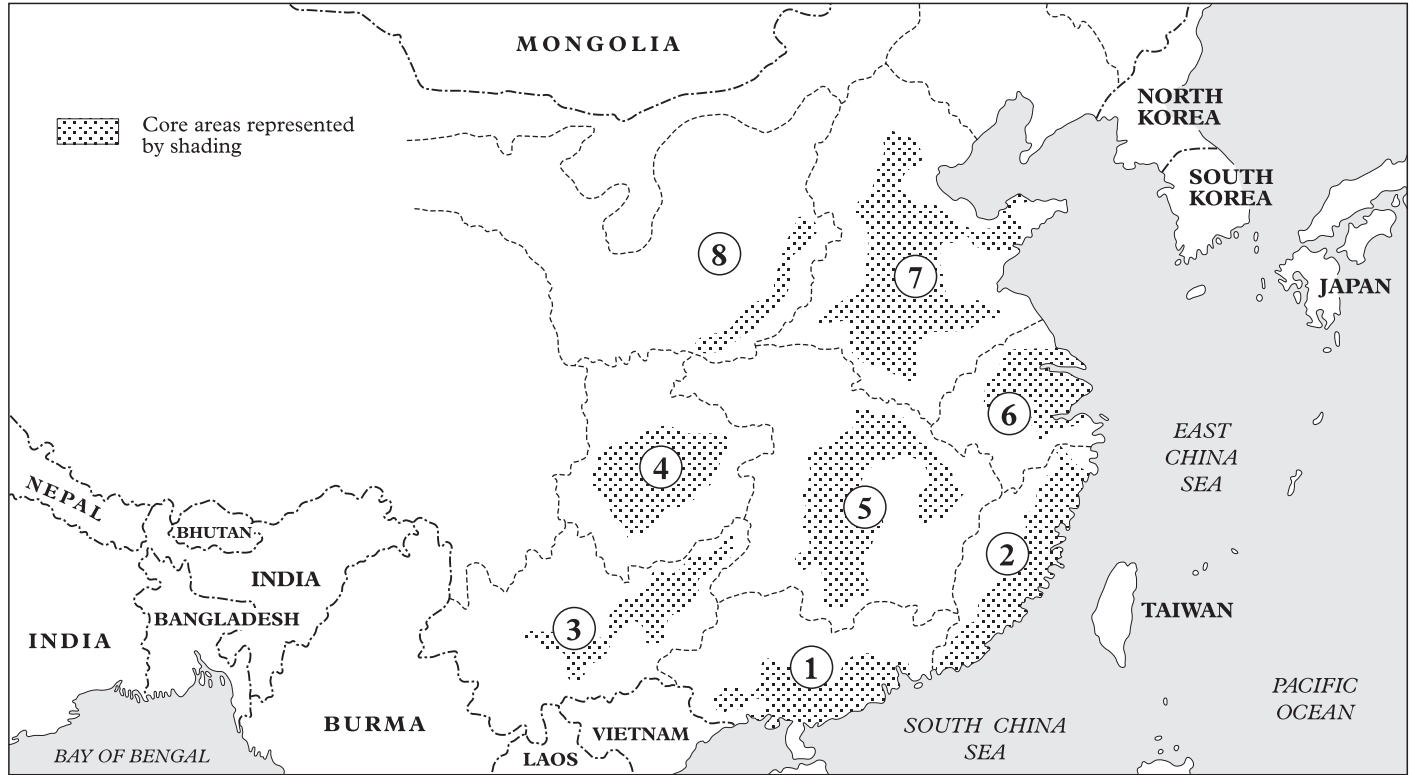 MONGOLIA
Core areas represented
by shading
NORTH
KOREA
SOUTH
KOREA
JAPAN
8
7
6
EAST
CHINA
SEA
4
5
NEPAL
BHUTAN
INDIA
BANGLADESH
INDIA
2
TAIWAN
3
1
PACIFIC
OCEAN
BURMA
VIETNAM
LAOS
SOUTH CHINA
SEA
BAY OF BENGAL